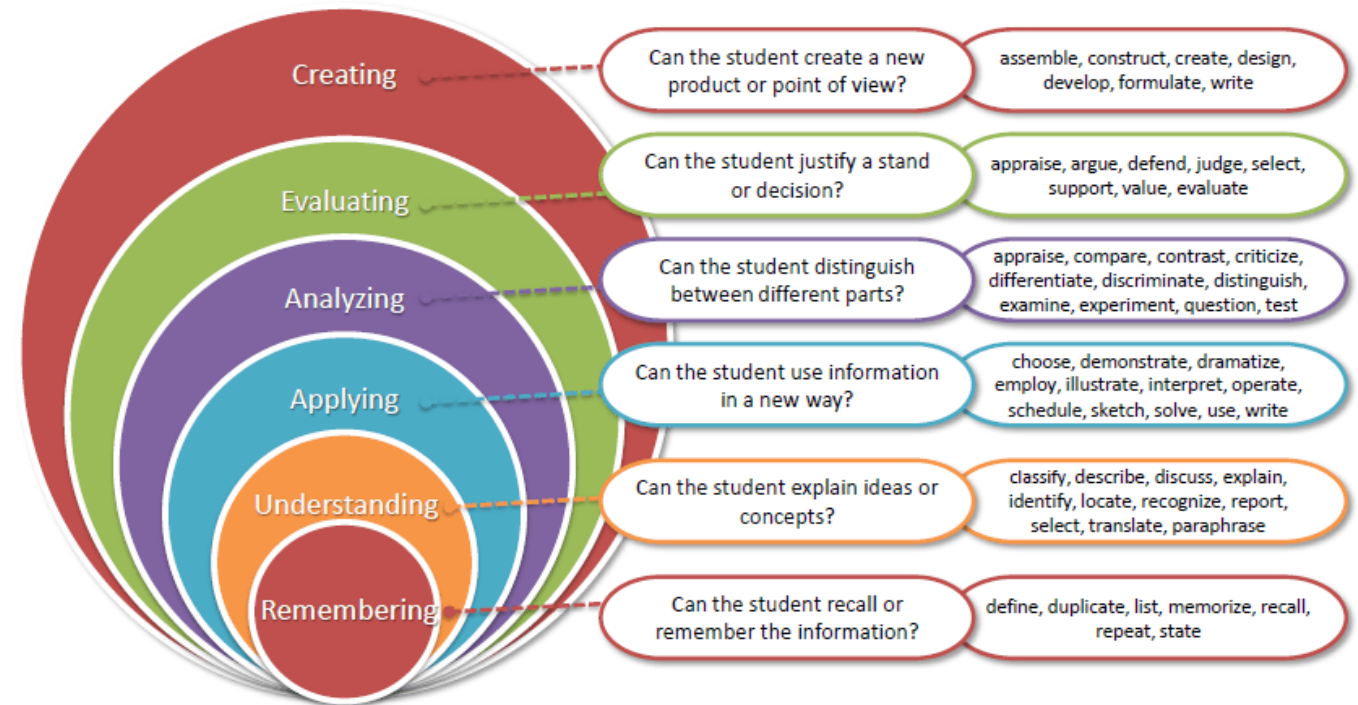 Creating
Can the student create a new
product or point of view?
assemble, construct, create, design,
develop, formulate, write
Evaluating
Can the student justify a stand
or decision?
appraise, argue, defend, judge, select,
support, value, evaluate
Analyzing
Can the student distinguish
between different parts?
appraise, compare, contrast, criticize,
differentiate, discriminate, distinguish,
examine, experiment, question, test
Applying
Can the student use information
in a new way?
choose, demonstrate, dramatize,
employ, illustrate, interpret, operate,
schedule, sketch, solve, use, write
Understanding
Can the student explain ideas or
concepts?
classify, describe, discuss, explain,
identify, locate, recognize, report,
select, translate, paraphrase
Remembering
Can the student recall or
remember the information?
define, duplicate, list, memorize, recall,
repeat, state